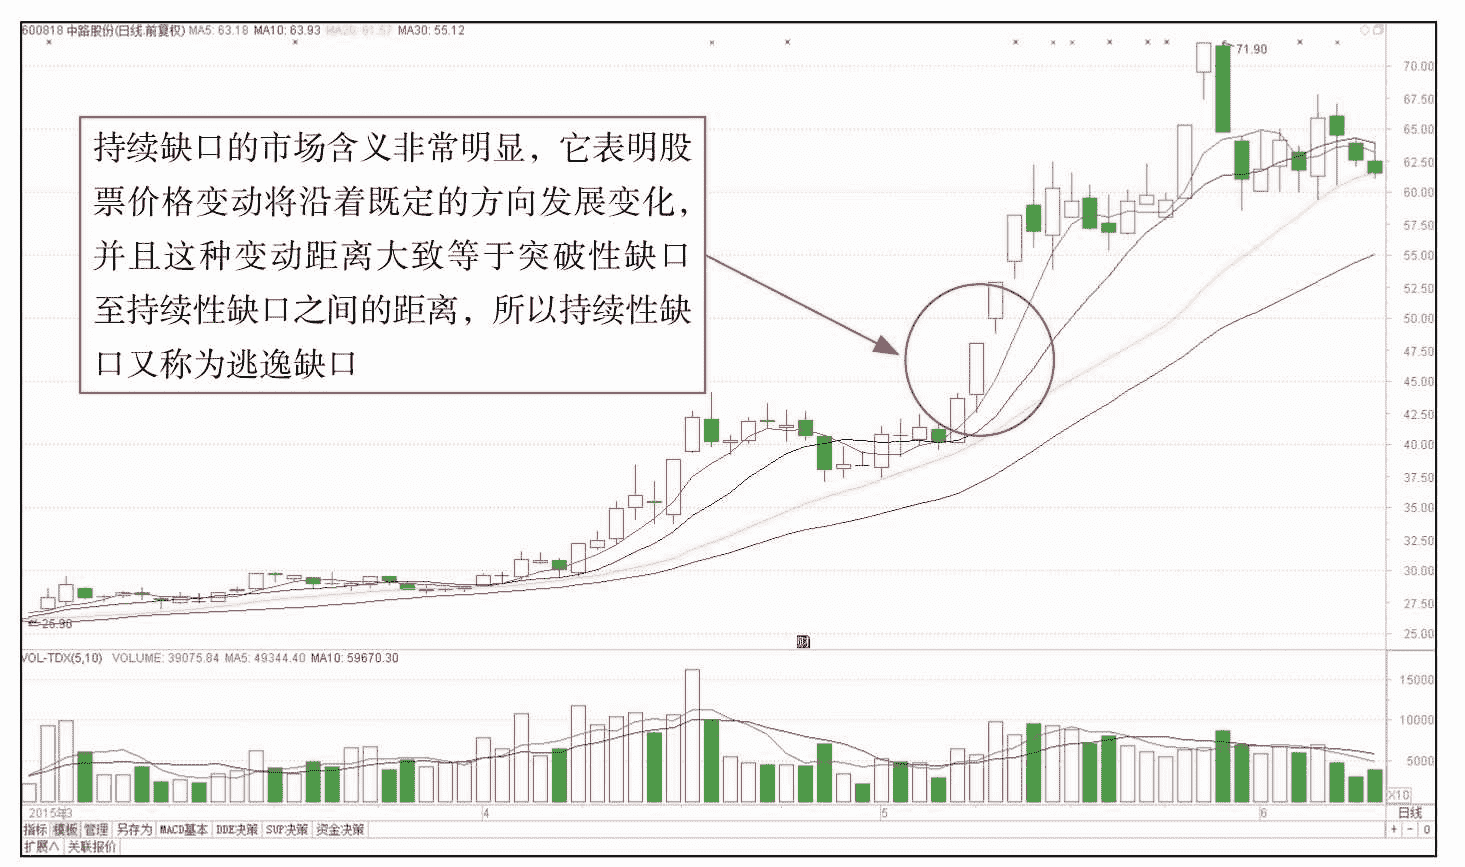 600818 中路股份(日线.前复权) MA5: 63.18 MA10: 63.93 MA20: 61.57 MA30: 55.12
71.90
70.00
67.50
65.00
62.50
60.00
57.50
55.00
52.50
50.00
47.50
45.00
42.50
40.00
37.50
35.00
32.50
30.00
27.50
25.00
持续缺口的市场含义非常明显，它表明股
票价格变动将沿着既定的方向发展变化，
并且这种变动距离大致等于突破性缺口
至持续性缺口之间的距离，所以持续性缺
口又称为逃逸缺口
25.90
财
VOL-TDX(5,10) VOLUME: 39075.84 MA5: 49344.40 MA10: 59670.30
15000
10000
5000
X10
2015年3 4 5 6 日线
指标 模板 管理 另存为 MACD基本 DDE决策 SUP决策 资金决策 + - 0
扩展∧ 关联报价